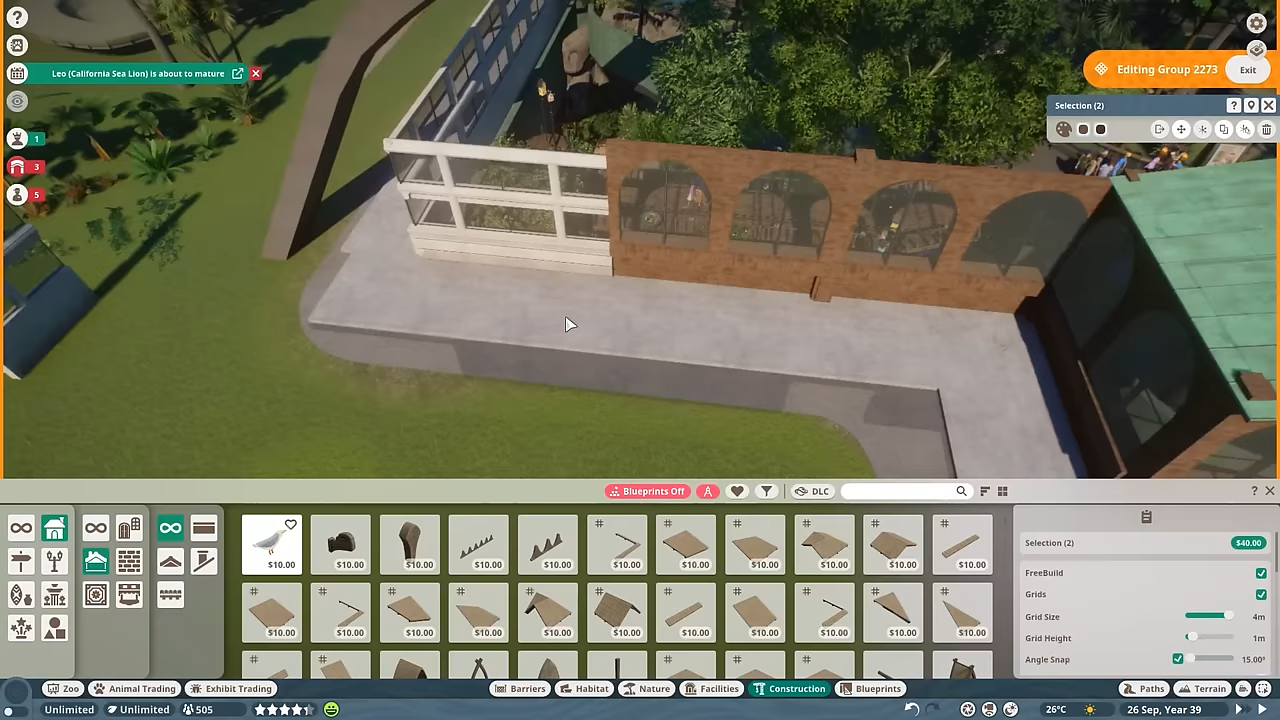 ?
Leo (California Sea Lion) is about to mature
1
3
5
Editing Group 2273
Exit
Selection (2)
?
Blueprints Off
DLC
?
$10.00 $10.00 $10.00 $10.00 $10.00 $10.00 $10.00 $10.00 $10.00 $10.00 $10.00
$10.00 $10.00 $10.00 $10.00 $10.00 $10.00 $10.00 $10.00 $10.00 $10.00 $10.00
Selection (2) $40.00
FreeBuild
Grids
Grid Size 4m
Grid Height 1m
Angle Snap 15.00°
Zoo Animal Trading Exhibit Trading Barriers Habitat Nature Facilities Construction Blueprints Paths Terrain
Unlimited Unlimited 505 26°C 26 Sep, Year 39